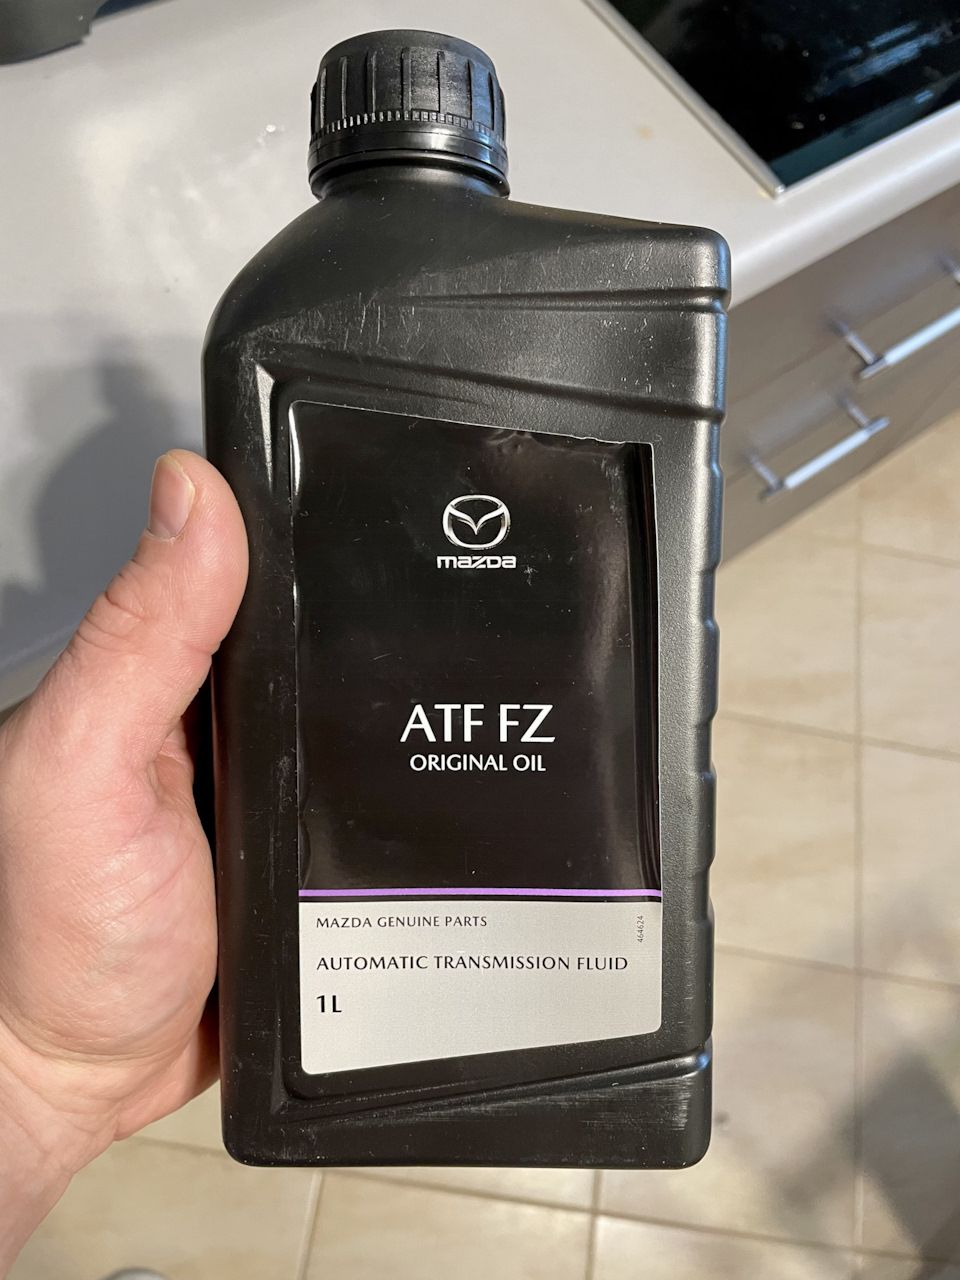 mazda
ATF FZ
ORIGINAL OIL
MAZDA GENUINE PARTS
464624
AUTOMATIC TRANSMISSION FLUID
1L